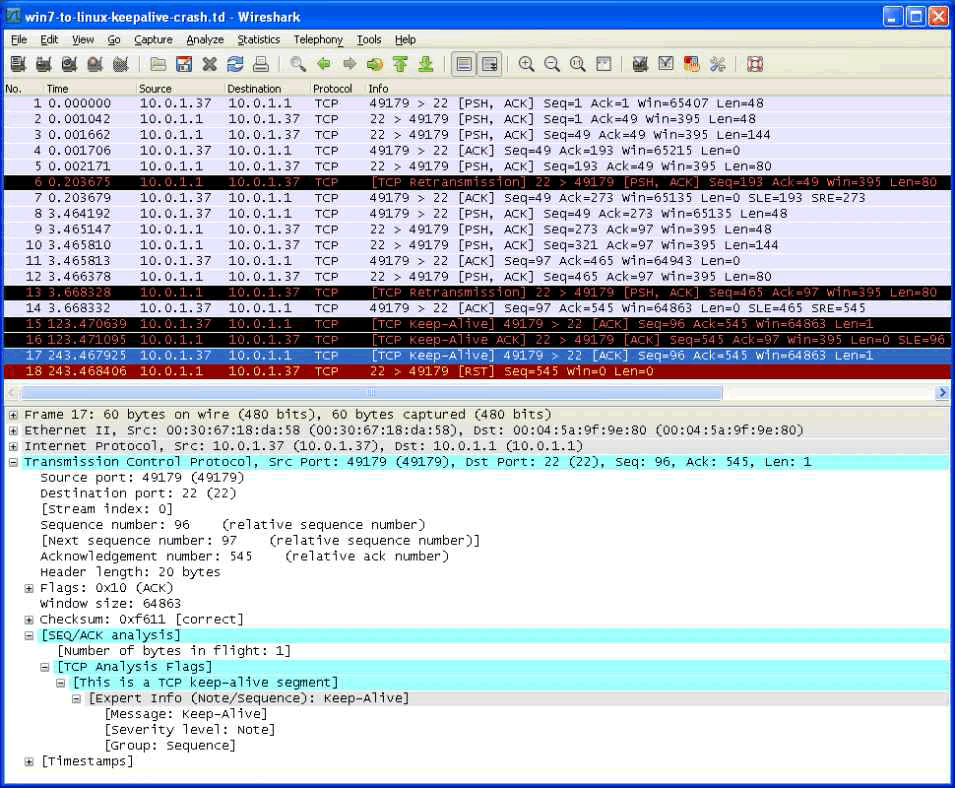 win7-to-linux-keepalive-crash.td - Wireshark
File Edit View Go Capture Analyze Statistics Telephony Tools Help
No. Time Source Destination Protocol Info
1 0.000000 10.0.1.37 10.0.1.1 TCP 49179 > 22 [PSH, ACK] Seq=1 Ack=1 Win=65407 Len=48
2 0.001042 10.0.1.1 10.0.1.37 TCP 22 > 49179 [PSH, ACK] Seq=1 Ack=49 Win=395 Len=48
3 0.001662 10.0.1.1 10.0.1.37 TCP 22 > 49179 [PSH, ACK] Seq=49 Ack=49 Win=395 Len=144
4 0.001706 10.0.1.37 10.0.1.1 TCP 49179 > 22 [ACK] Seq=49 Ack=193 Win=65215 Len=0
5 0.002171 10.0.1.1 10.0.1.37 TCP 22 > 49179 [PSH, ACK] Seq=193 Ack=49 Win=395 Len=80
6 0.203675 10.0.1.1 10.0.1.37 TCP [TCP Retransmission] 22 > 49179 [PSH, ACK] Seq=193 Ack=49 Win=395 Len=80
7 0.203679 10.0.1.37 10.0.1.1 TCP 49179 > 22 [ACK] Seq=49 Ack=273 Win=65135 Len=0 SLE=193 SRE=273
8 3.464192 10.0.1.37 10.0.1.1 TCP 49179 > 22 [PSH, ACK] Seq=49 Ack=273 Win=65135 Len=48
9 3.465147 10.0.1.1 10.0.1.37 TCP 22 > 49179 [PSH, ACK] Seq=273 Ack=97 Win=395 Len=48
10 3.465810 10.0.1.1 10.0.1.37 TCP 22 > 49179 [PSH, ACK] Seq=321 Ack=97 Win=395 Len=144
11 3.465813 10.0.1.37 10.0.1.1 TCP 49179 > 22 [ACK] Seq=97 Ack=465 Win=64943 Len=0
12 3.466378 10.0.1.1 10.0.1.37 TCP 22 > 49179 [PSH, ACK] Seq=465 Ack=97 Win=395 Len=80
13 3.668328 10.0.1.1 10.0.1.37 TCP [TCP Retransmission] 22 > 49179 [PSH, ACK] Seq=465 Ack=97 Win=395 Len=80
14 3.668332 10.0.1.37 10.0.1.1 TCP 49179 > 22 [ACK] Seq=97 Ack=545 Win=64863 Len=0 SLE=465 SRE=545
15 123.470639 10.0.1.37 10.0.1.1 TCP [TCP Keep-Alive] 49179 > 22 [ACK] Seq=96 Ack=545 Win=64863 Len=1
16 123.471095 10.0.1.1 10.0.1.37 TCP [TCP Keep-Alive ACK] 22 > 49179 [ACK] Seq=545 Ack=97 Win=395 Len=0 SLE=96
17 243.467925 10.0.1.37 10.0.1.1 TCP [TCP Keep-Alive] 49179 > 22 [ACK] Seq=96 Ack=545 Win=64863 Len=1
18 243.468406 10.0.1.1 10.0.1.37 TCP 22 > 49179 [RST] Seq=545 Win=0 Len=0
Frame 17: 60 bytes on wire (480 bits), 60 bytes captured (480 bits)
Ethernet II, Src: 00:30:67:18:da:58 (00:30:67:18:da:58), Dst: 00:04:5a:9f:9e:80 (00:04:5a:9f:9e:80)
Internet Protocol, Src: 10.0.1.37 (10.0.1.37), Dst: 10.0.1.1 (10.0.1.1)
Transmission Control Protocol, Src Port: 49179 (49179), Dst Port: 22 (22), Seq: 96, Ack: 545, Len: 1
Source port: 49179 (49179)
Destination port: 22 (22)
[Stream index: 0]
Sequence number: 96 (relative sequence number)
[Next sequence number: 97 (relative sequence number)]
Acknowledgement number: 545 (relative ack number)
Header length: 20 bytes
Flags: 0x10 (ACK)
Window size: 64863
Checksum: 0xf611 [correct]
[SEQ/ACK analysis]
[Number of bytes in flight: 1]
[TCP Analysis Flags]
[This is a TCP keep-alive segment]
[Expert Info (Note/Sequence): Keep-Alive]
[Message: Keep-Alive]
[Severity level: Note]
[Group: Sequence]
[Timestamps]